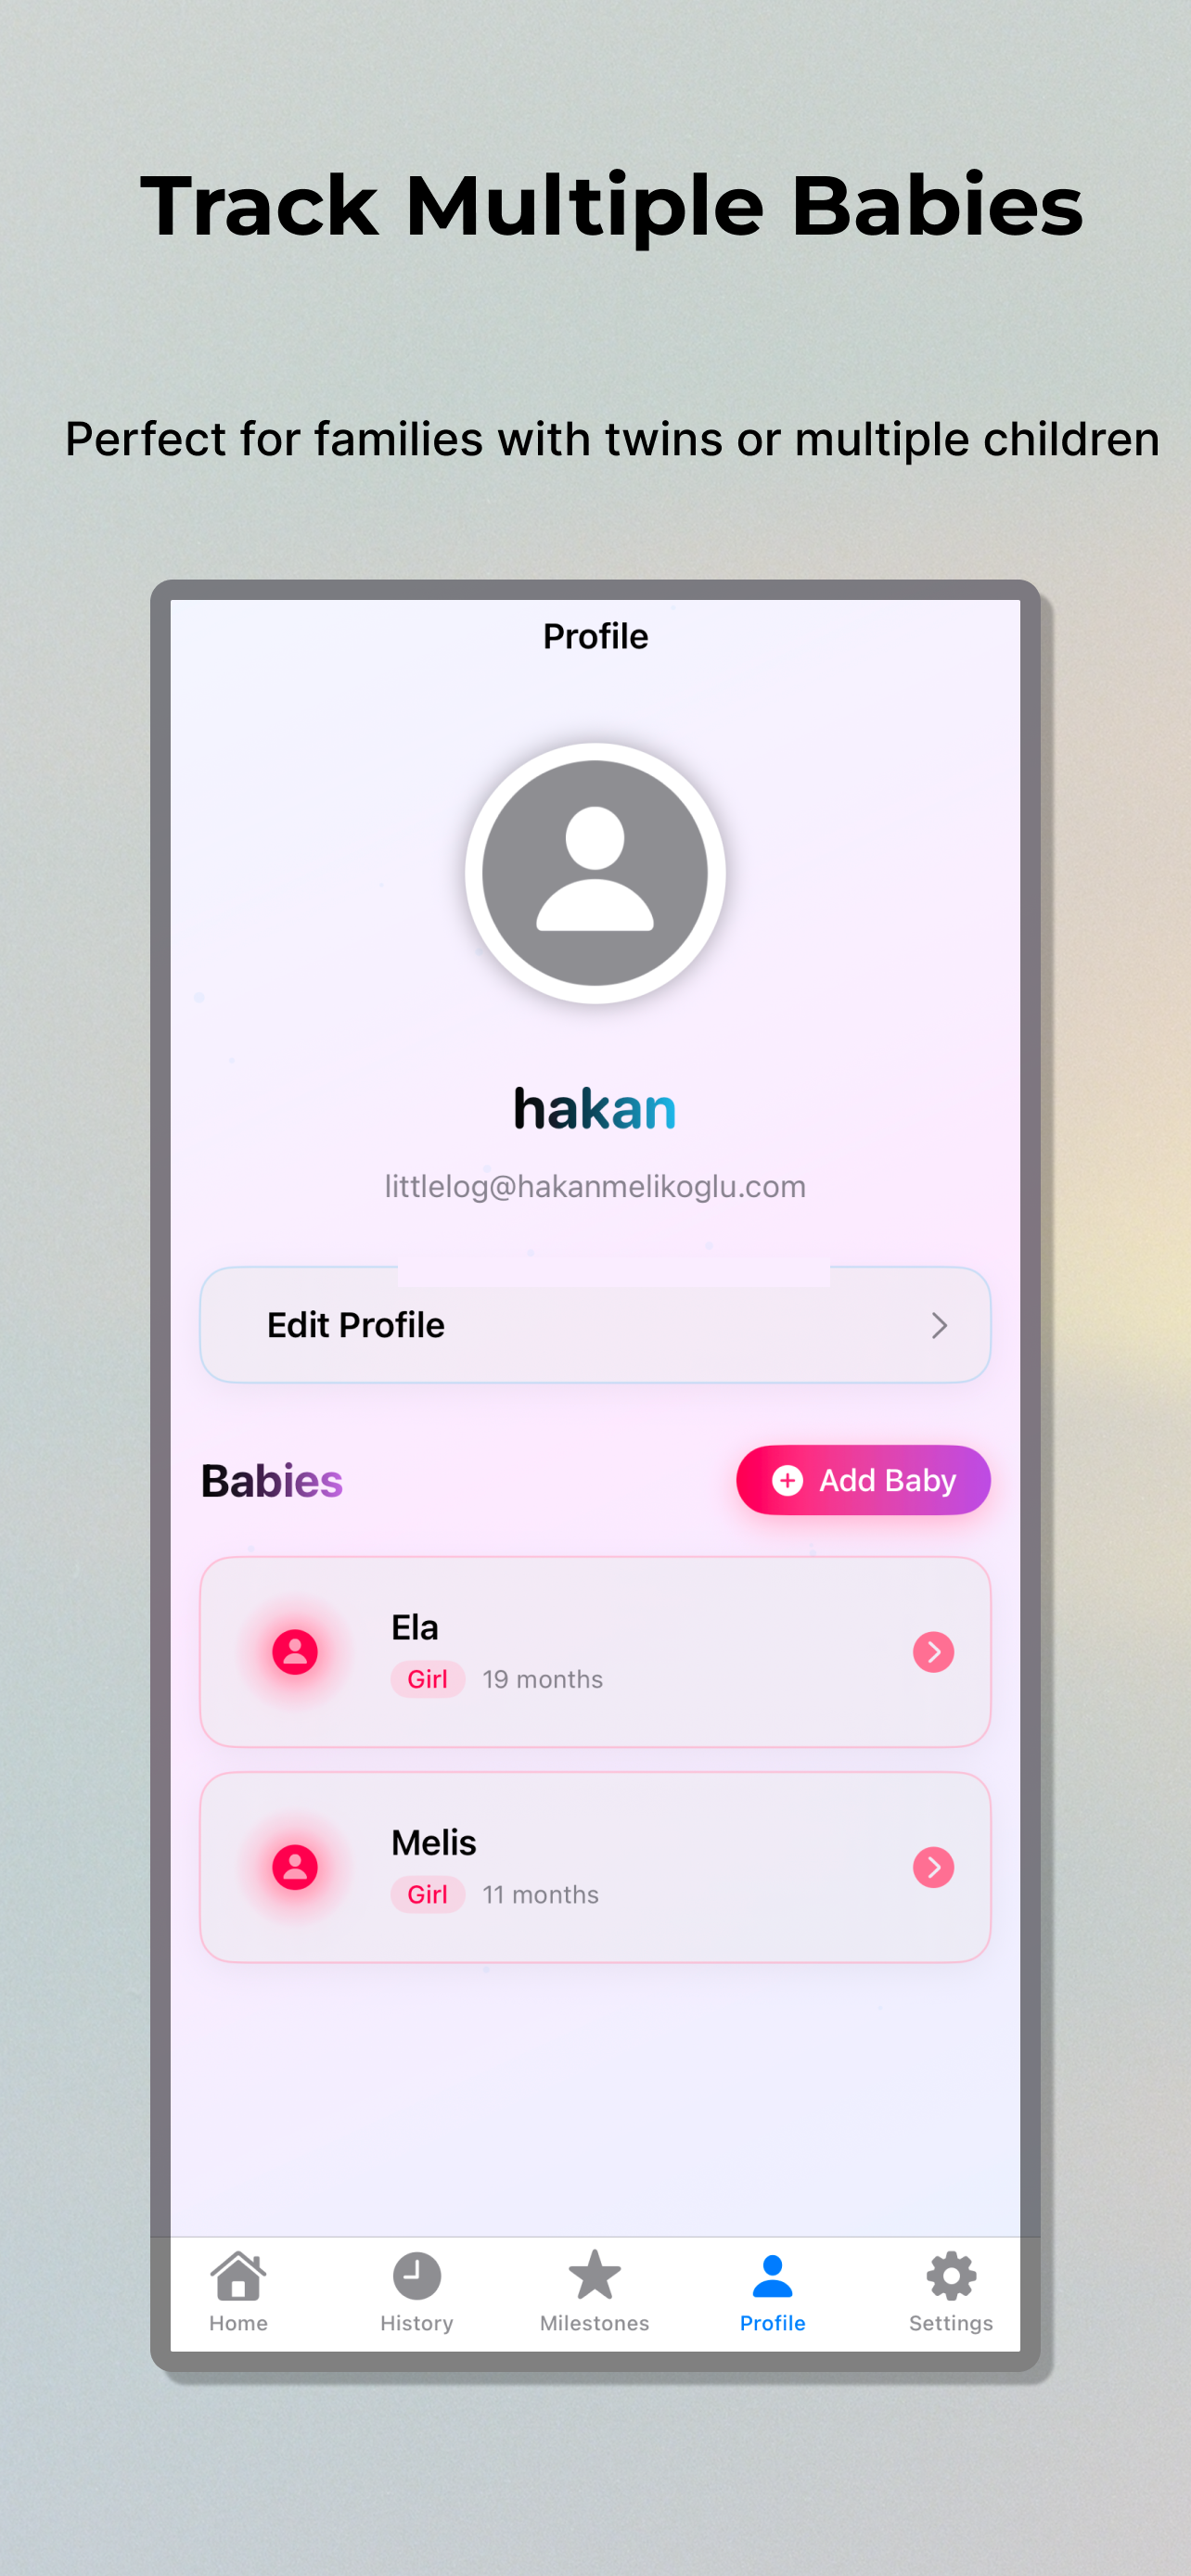 Track Multiple Babies
Perfect for families with twins or multiple children
Profile
hakan
littlelog@hakanmelikoglu.com
Edit Profile
Babies
Add Baby
Ela
Girl 19 months
Melis
Girl 11 months
Home History Milestones Profile Settings